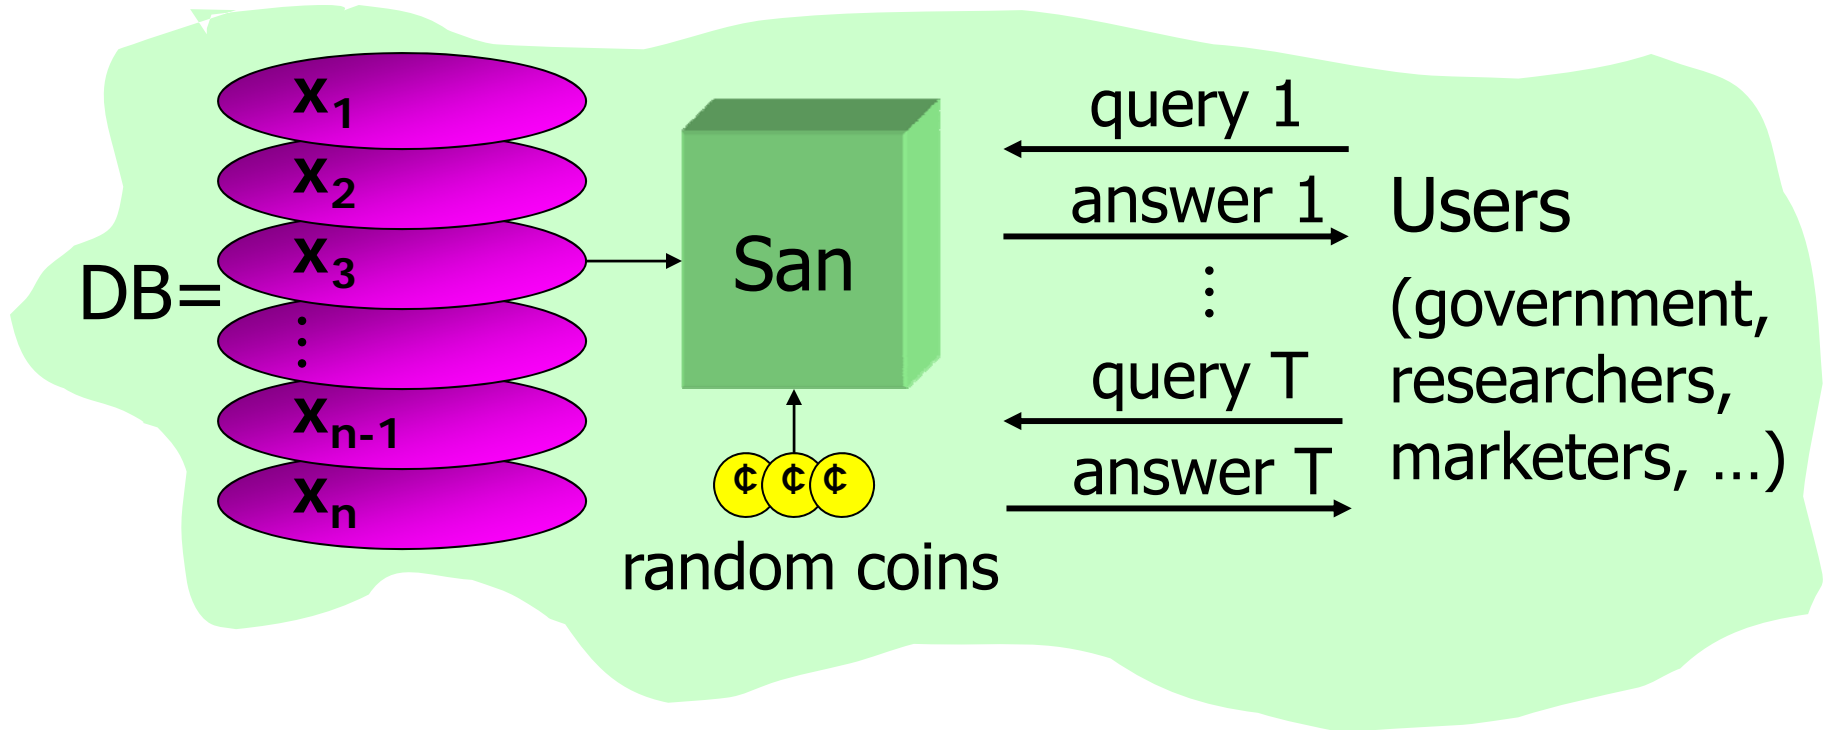 DB=
x1
x2
x3
⋮
xn-1
xn
San
¢ ¢ ¢
random coins
query 1
answer 1
⋮
query T
answer T
Users
(government,
researchers,
marketers, …)